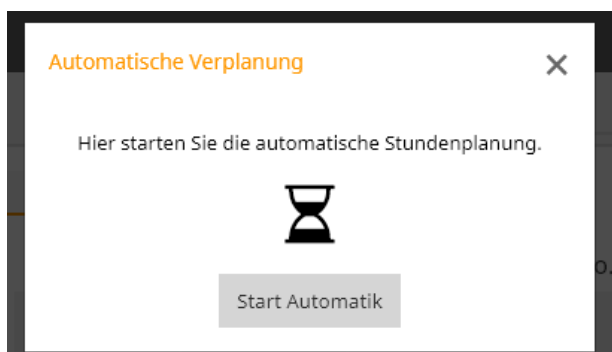 Automatische Verplanung
Hier starten Sie die automatische Stundenplanung.
Start Automatik